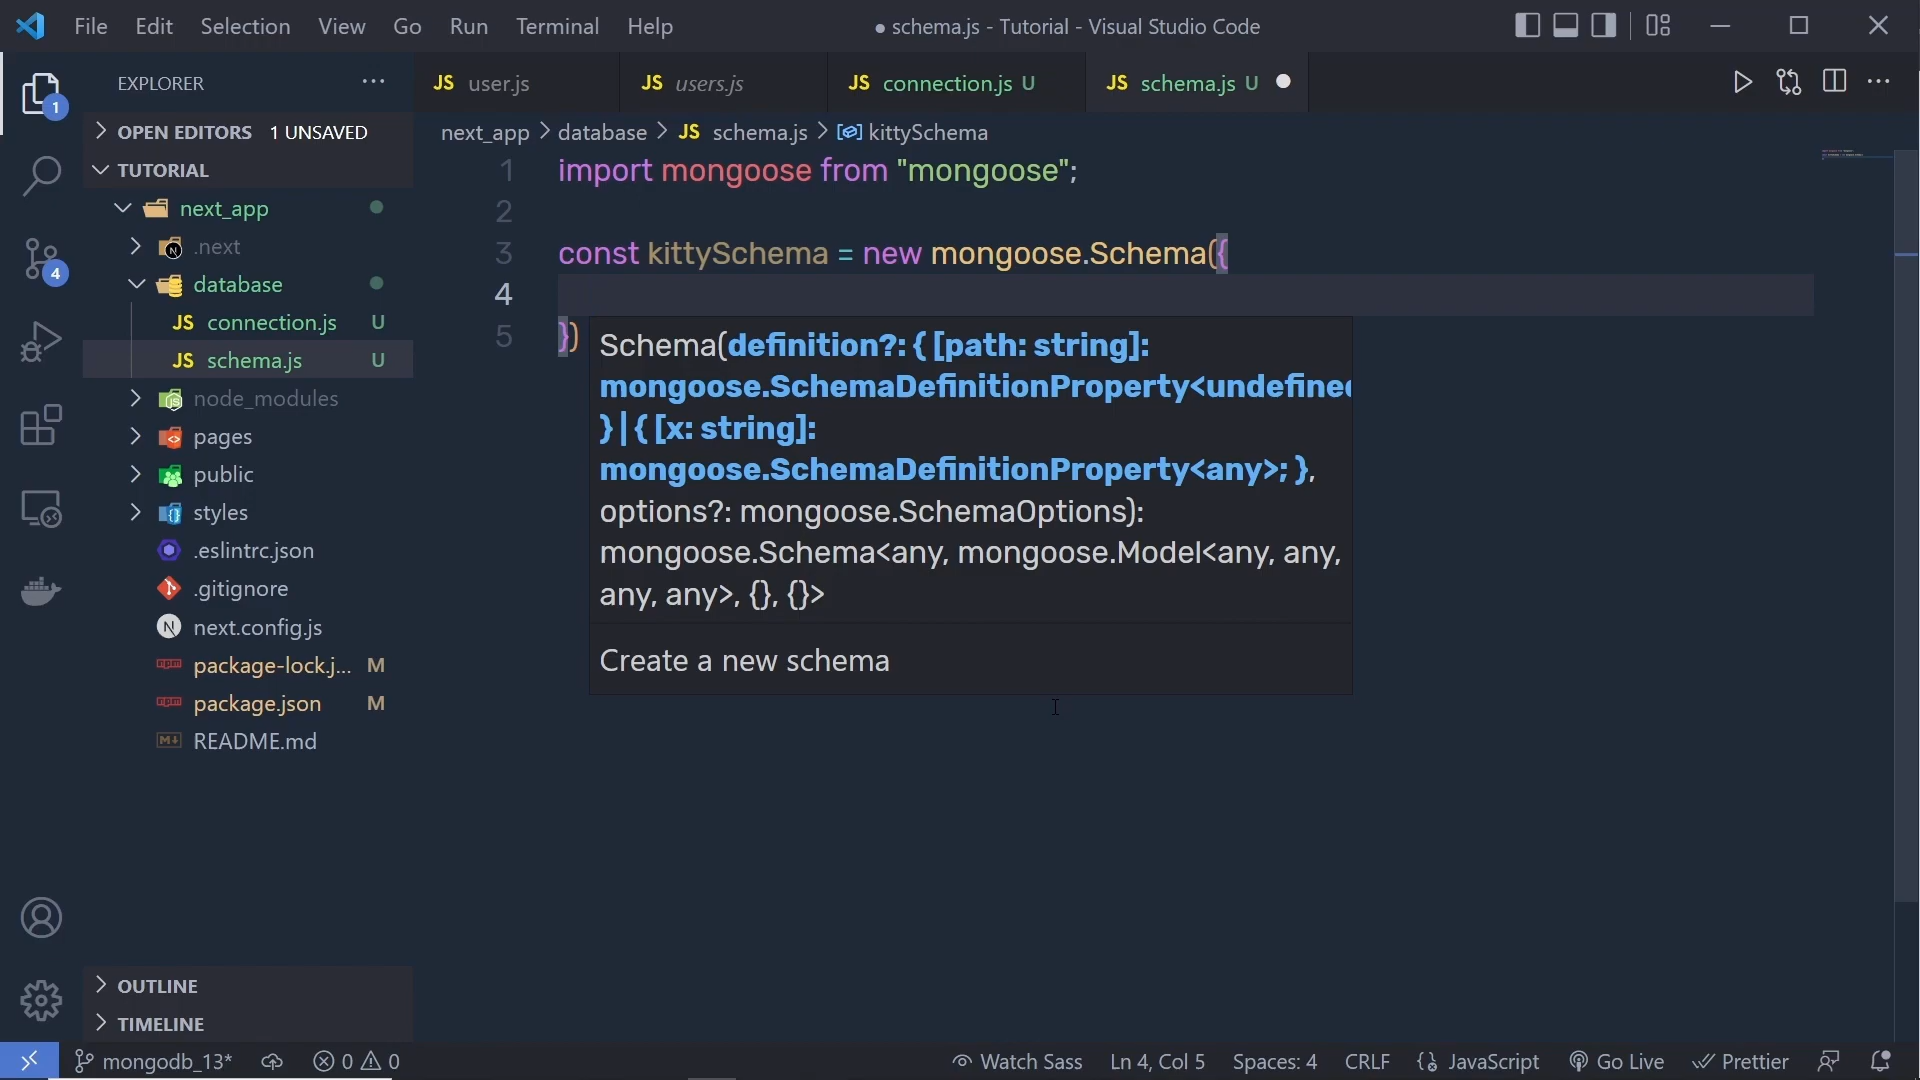 File Edit Selection View Go Run Terminal Help
● schema.js - Tutorial - Visual Studio Code
EXPLORER
OPEN EDITORS 1 UNSAVED
TUTORIAL
next_app
.next
database
connection.js U
schema.js U
node_modules
pages
public
styles
.eslintrc.json
.gitignore
next.config.js
package-lock.j... M
package.json M
README.md
OUTLINE
TIMELINE
1
4
JS user.js
JS users.js
JS connection.js U
JS schema.js U
next_app > database > JS schema.js > kittySchema
1 import mongoose from "mongoose";
2
3 const kittySchema = new mongoose.Schema({
4
5 })
Schema(definition?: { [path: string]:
mongoose.SchemaDefinitionProperty<undefined
} | { [x: string]:
mongoose.SchemaDefinitionProperty<any>; },
options?: mongoose.SchemaOptions):
mongoose.Schema<any, mongoose.Model<any, any,
any, any>, {}, {}>
Create a new schema
mongodb_13* 0 0 Watch Sass Ln 4, Col 5 Spaces: 4 CRLF JavaScript Go Live Prettier